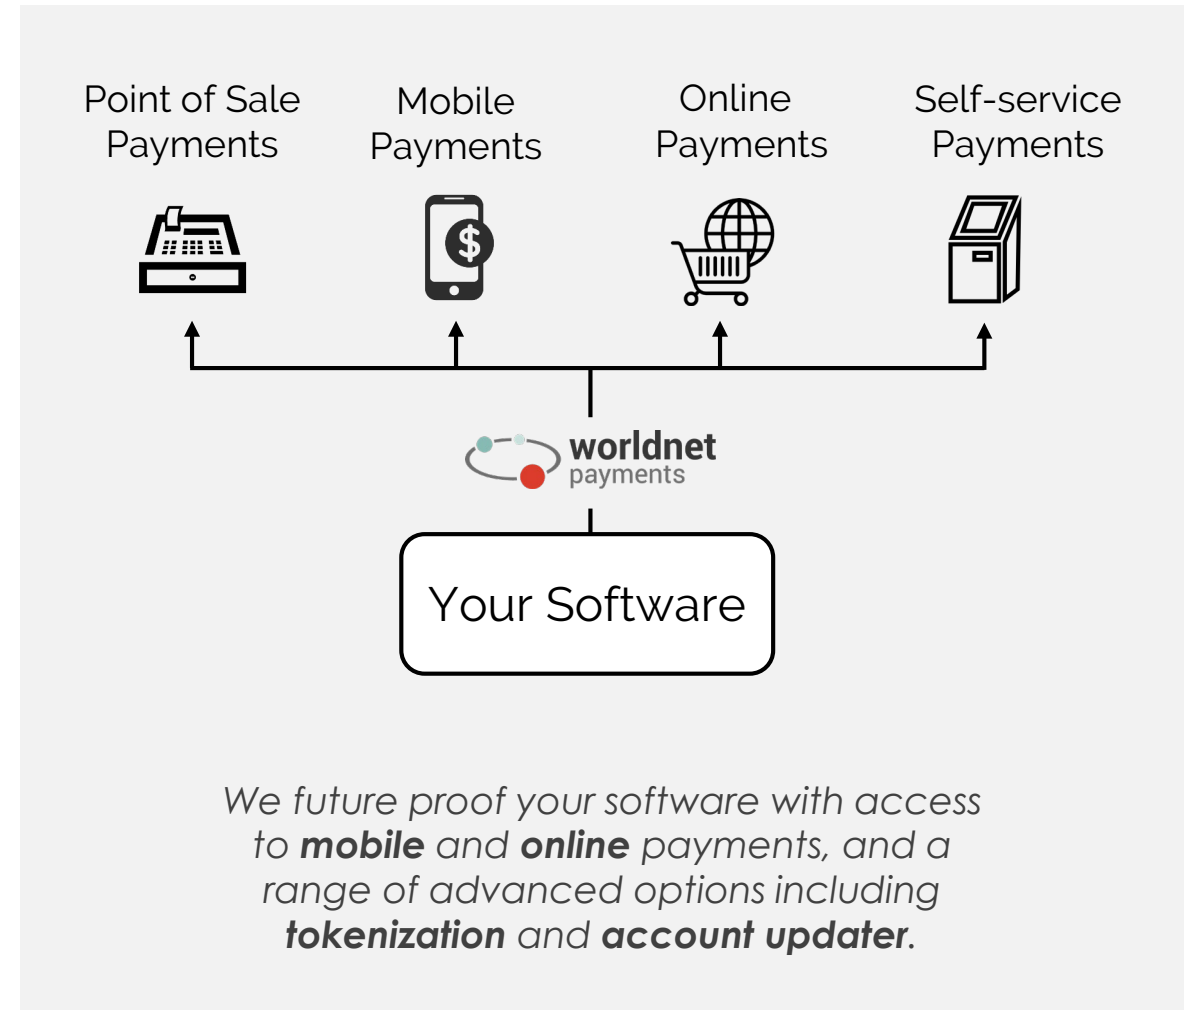 Point of Sale
Payments
Mobile
Payments
Online
Payments
Self-service
Payments
$
worldnet
payments
Your Software
We future proof your software with access
to mobile and online payments, and a
range of advanced options including
tokenization and account updater.